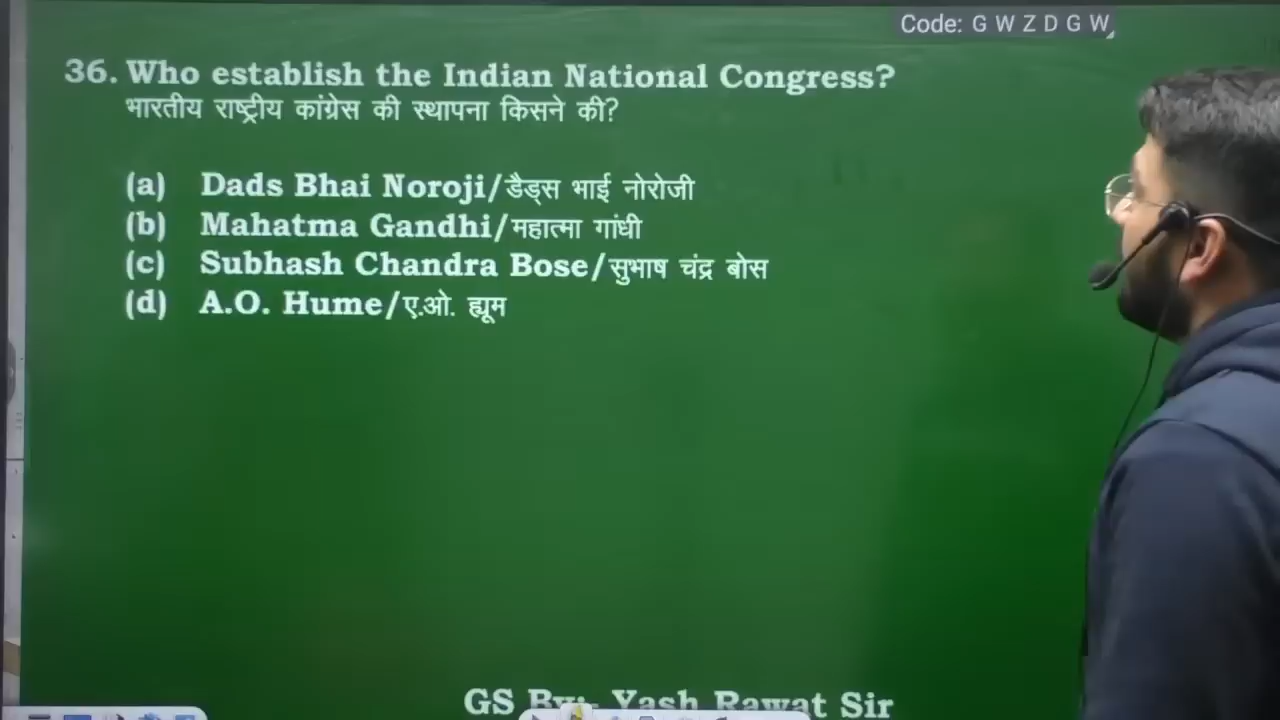 Code: G W Z D G W
36. Who establish the Indian National Congress?
भारतीय राष्ट्रीय कांग्रेस की स्थापना किसने की?
(a) Dads Bhai Noroji/डैड्स भाई नोरोजी
(b) Mahatma Gandhi/महात्मा गांधी
(c) Subhash Chandra Bose/सुभाष चंद्र बोस
(d) A.O. Hume/ए.ओ. ह्यूम
GS By:- Yash Rawat Sir